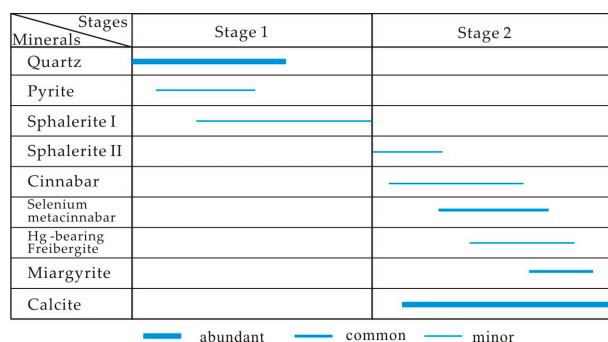 Stages
Minerals
Stage 1
Stage 2
Quartz
Pyrite
Sphalerite I
Sphalerite II
Cinnabar
Selenium
metacinnabar
Hg-bearing
Freibergite
Miargyrite
Calcite
abundant
common
minor